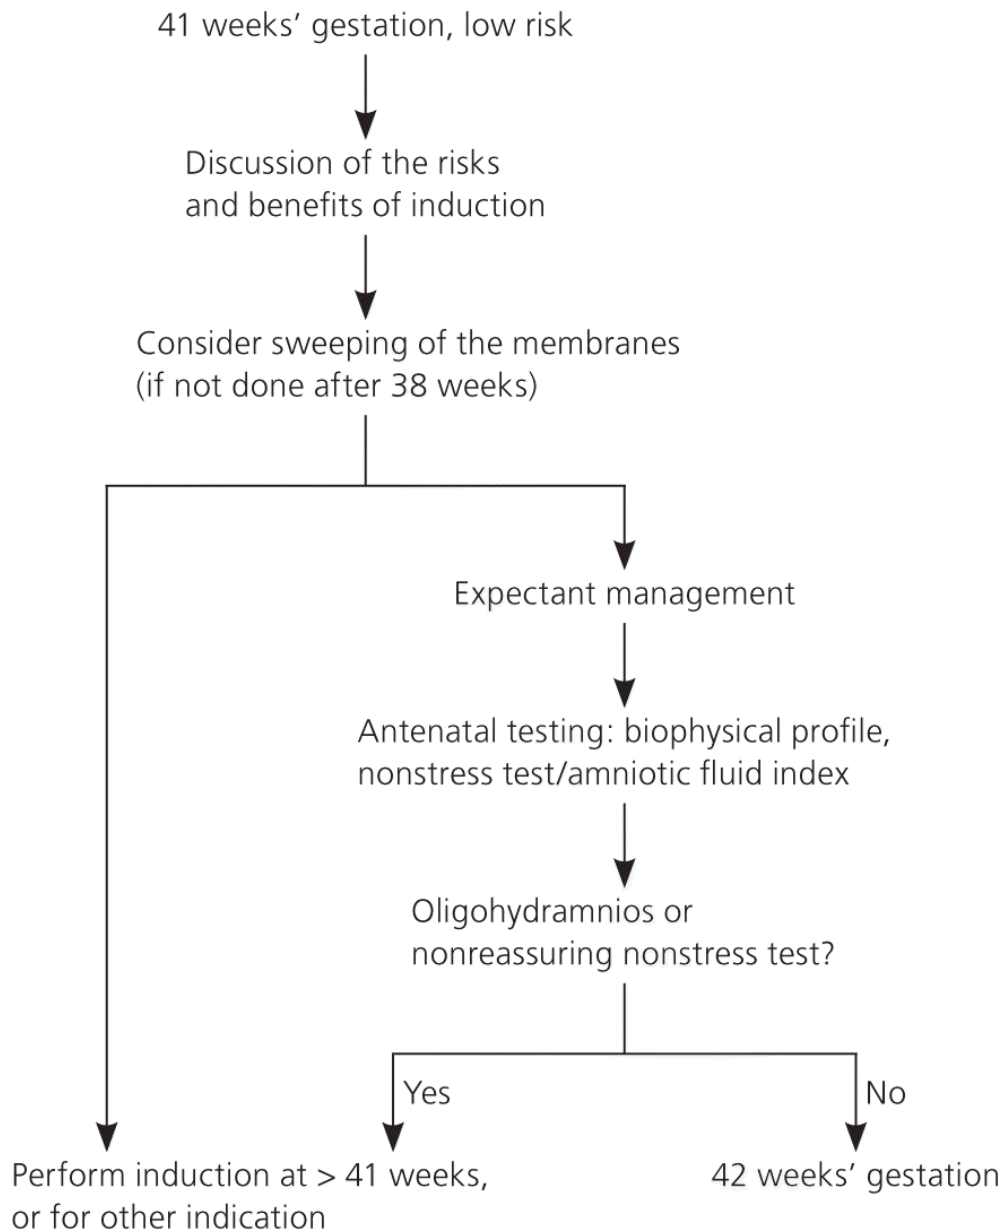 41 weeks’ gestation, low risk
Discussion of the risks
and benefits of induction
Consider sweeping of the membranes
(if not done after 38 weeks)
Expectant management
Antenatal testing: biophysical profile,
nonstress test/amniotic fluid index
Oligohydramnios or
nonreassuring nonstress test?
Yes
No
Perform induction at > 41 weeks,
or for other indication
42 weeks’ gestation